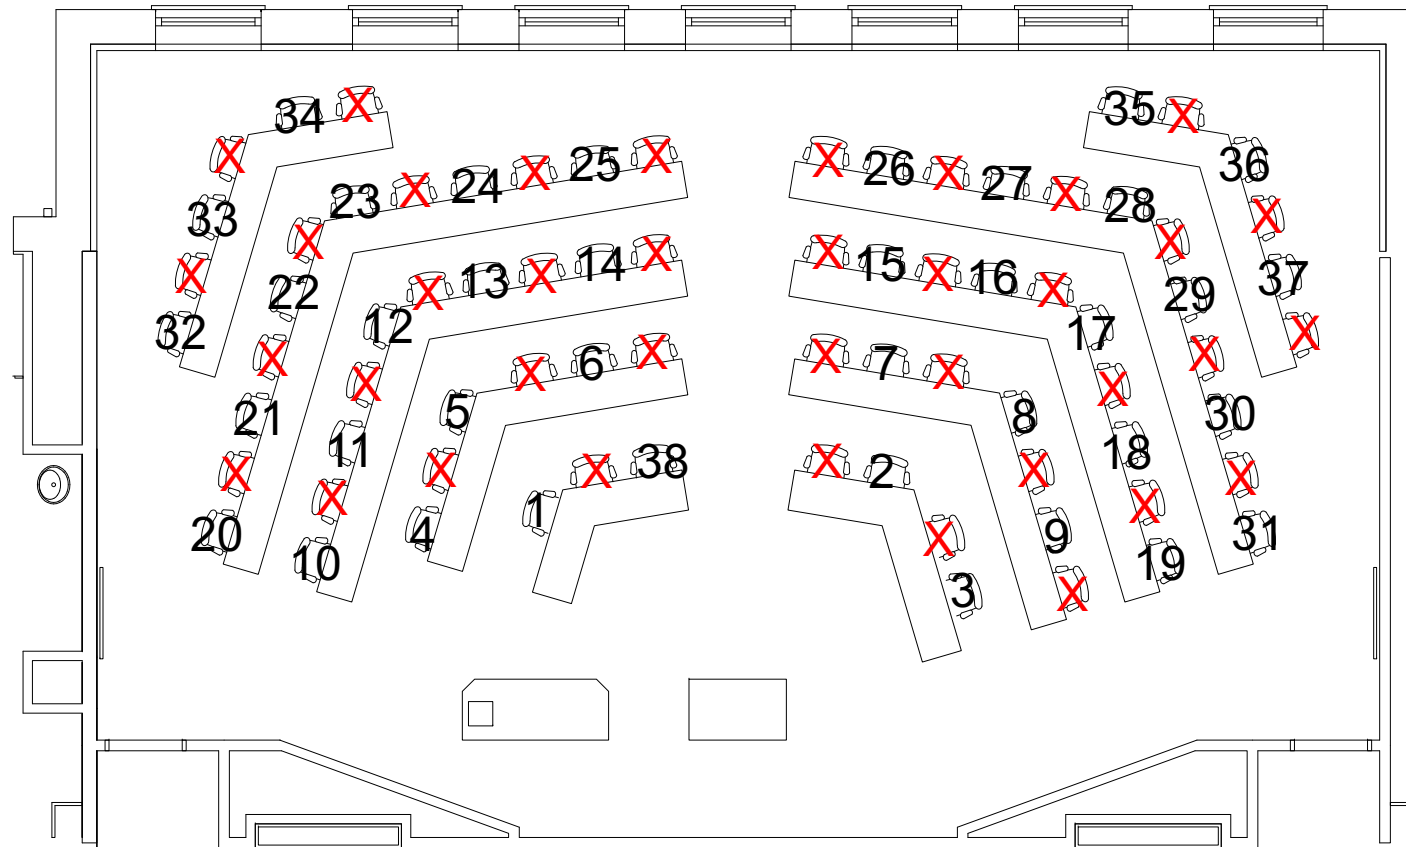 34 X X 35
X X 36
33 23 X 24 X 25 X X 26 X 27 X 28 X X
X 22 X 29 37
32 X 12 X 13 X 14 X X 15 X 16 X 17 X X
21 X 5 X 6 X X 7 X 8 X 30
X 11 X 18 X
20 X X 38 X 2 X X 31
10 4 1 X 9 19
3 X